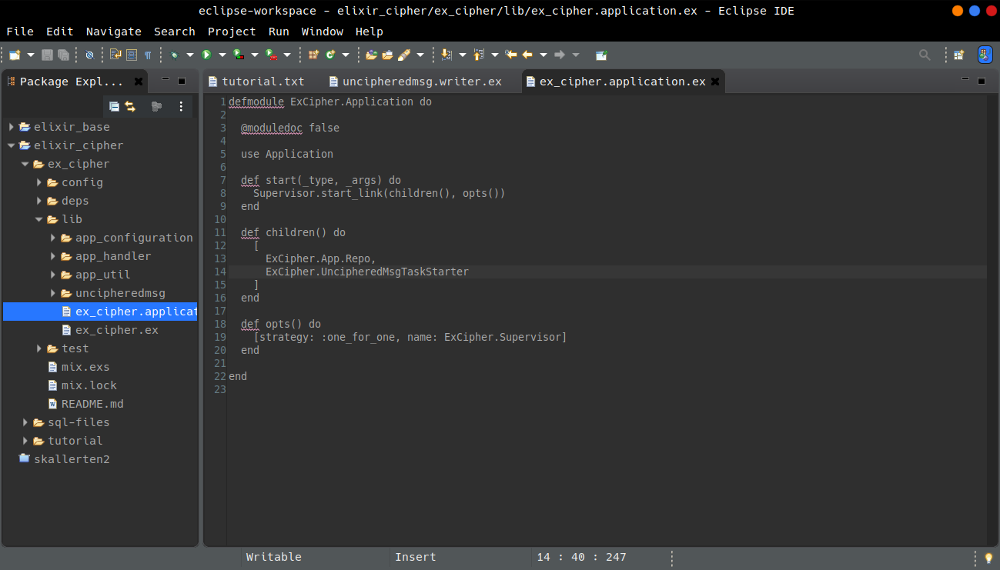 eclipse-workspace - elixir_cipher/ex_cipher/lib/ex_cipher.application.ex - Eclipse IDE
File Edit Navigate Search Project Run Window Help
Package Expl...
tutorial.txt uncipheredmsg.writer.ex ex_cipher.application.ex
elixir_base
elixir_cipher
ex_cipher
config
deps
lib
app_configuration
app_handler
app_util
uncipheredmsg
ex_cipher.applicat
ex_cipher.ex
test
mix.exs
mix.lock
README.md
sql-files
tutorial
skallerten2
1 defmodule ExCipher.Application do
2
3   @moduledoc false
4
5   use Application
6
7   def start(_type, _args) do
8     Supervisor.start_link(children(), opts())
9   end
10
11   def children() do
12     [
13       ExCipher.App.Repo,
14       ExCipher.UncipheredMsgTaskStarter
15     ]
16   end
17
18   def opts() do
19     [strategy: :one_for_one, name: ExCipher.Supervisor]
20   end
21
22 end
23
Writable Insert 14 : 40 : 247